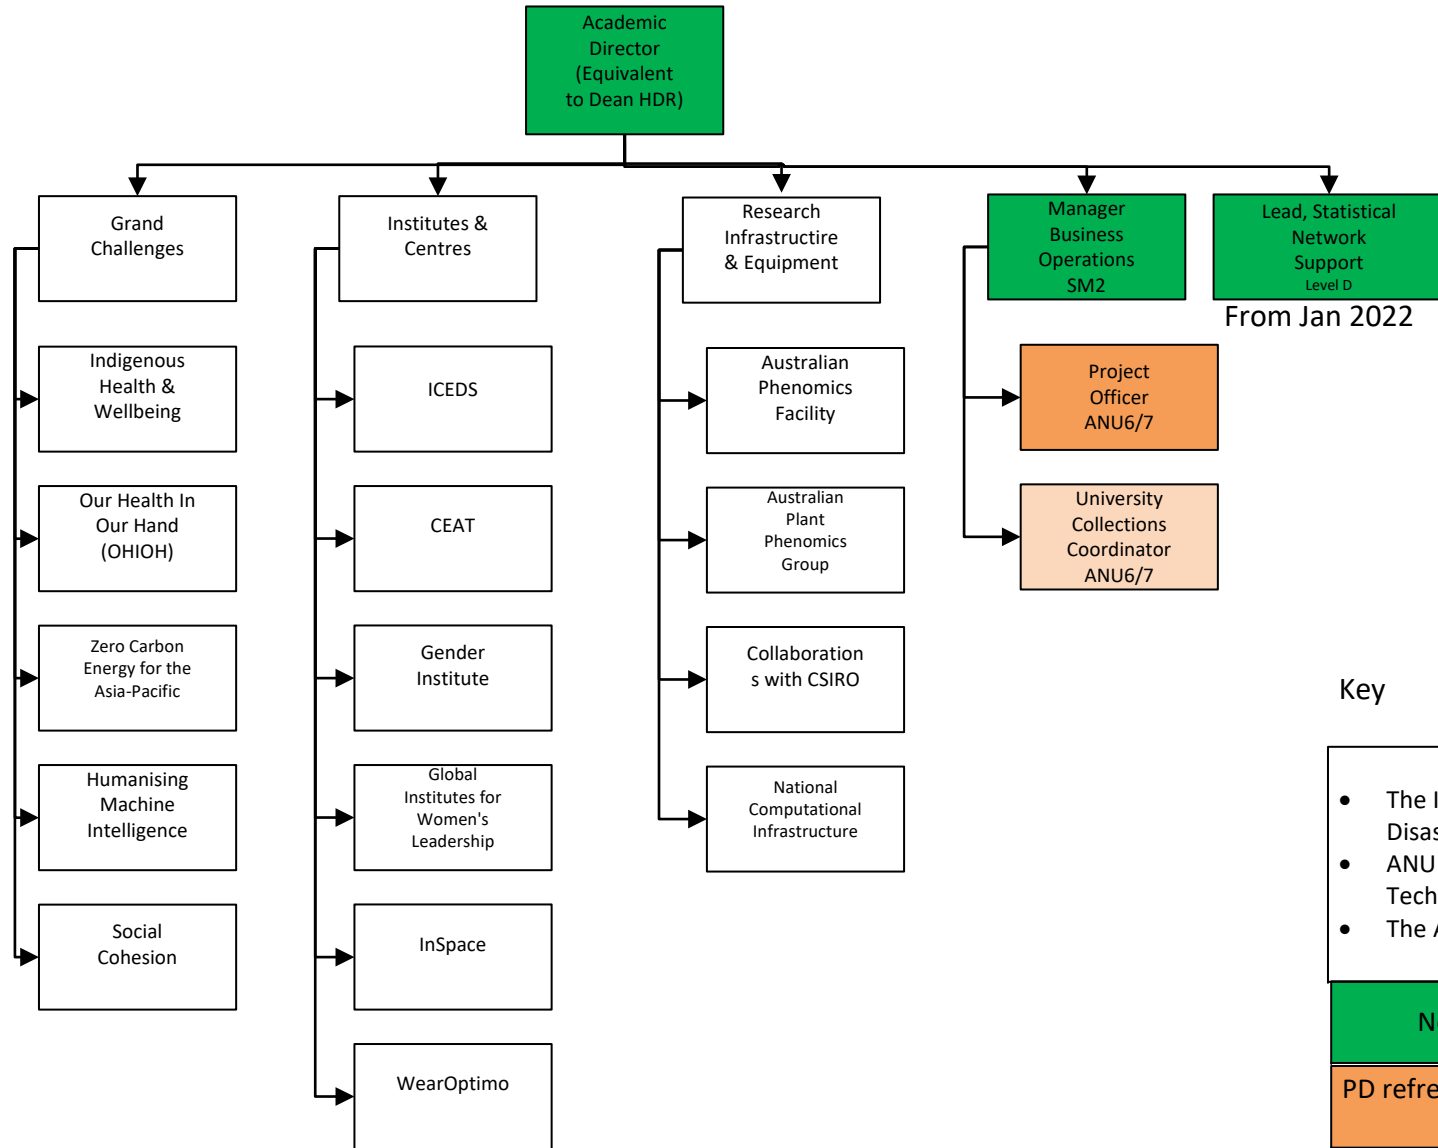 Academic
Director
(Equivalent
to Dean HDR)
Grand
Challenges
Institutes &
Centres
Research
Infrastructire
& Equipment
Manager
Business
Operations
SM2
Lead, Statistical
Network
Support
Level D
From Jan 2022
Indigenous
Health &
Wellbeing
ICEDS
Australian
Phenomics
Facility
Project
Officer
ANU6/7
Our Health In
Our Hand
(OHIOH)
CEAT
Australian
Plant
Phenomics
Group
University
Collections
Coordinator
ANU6/7
Zero Carbon
Energy for the
Asia-Pacific
Gender
Institute
Collaboration
s with CSIRO
Humanising
Machine
Intelligence
Global
Institutes for
Women's
Leadership
National
Computational
Infrastructure
Social
Cohesion
InSpace
WearOptimo
Key
• The
• ANU
• The
PD